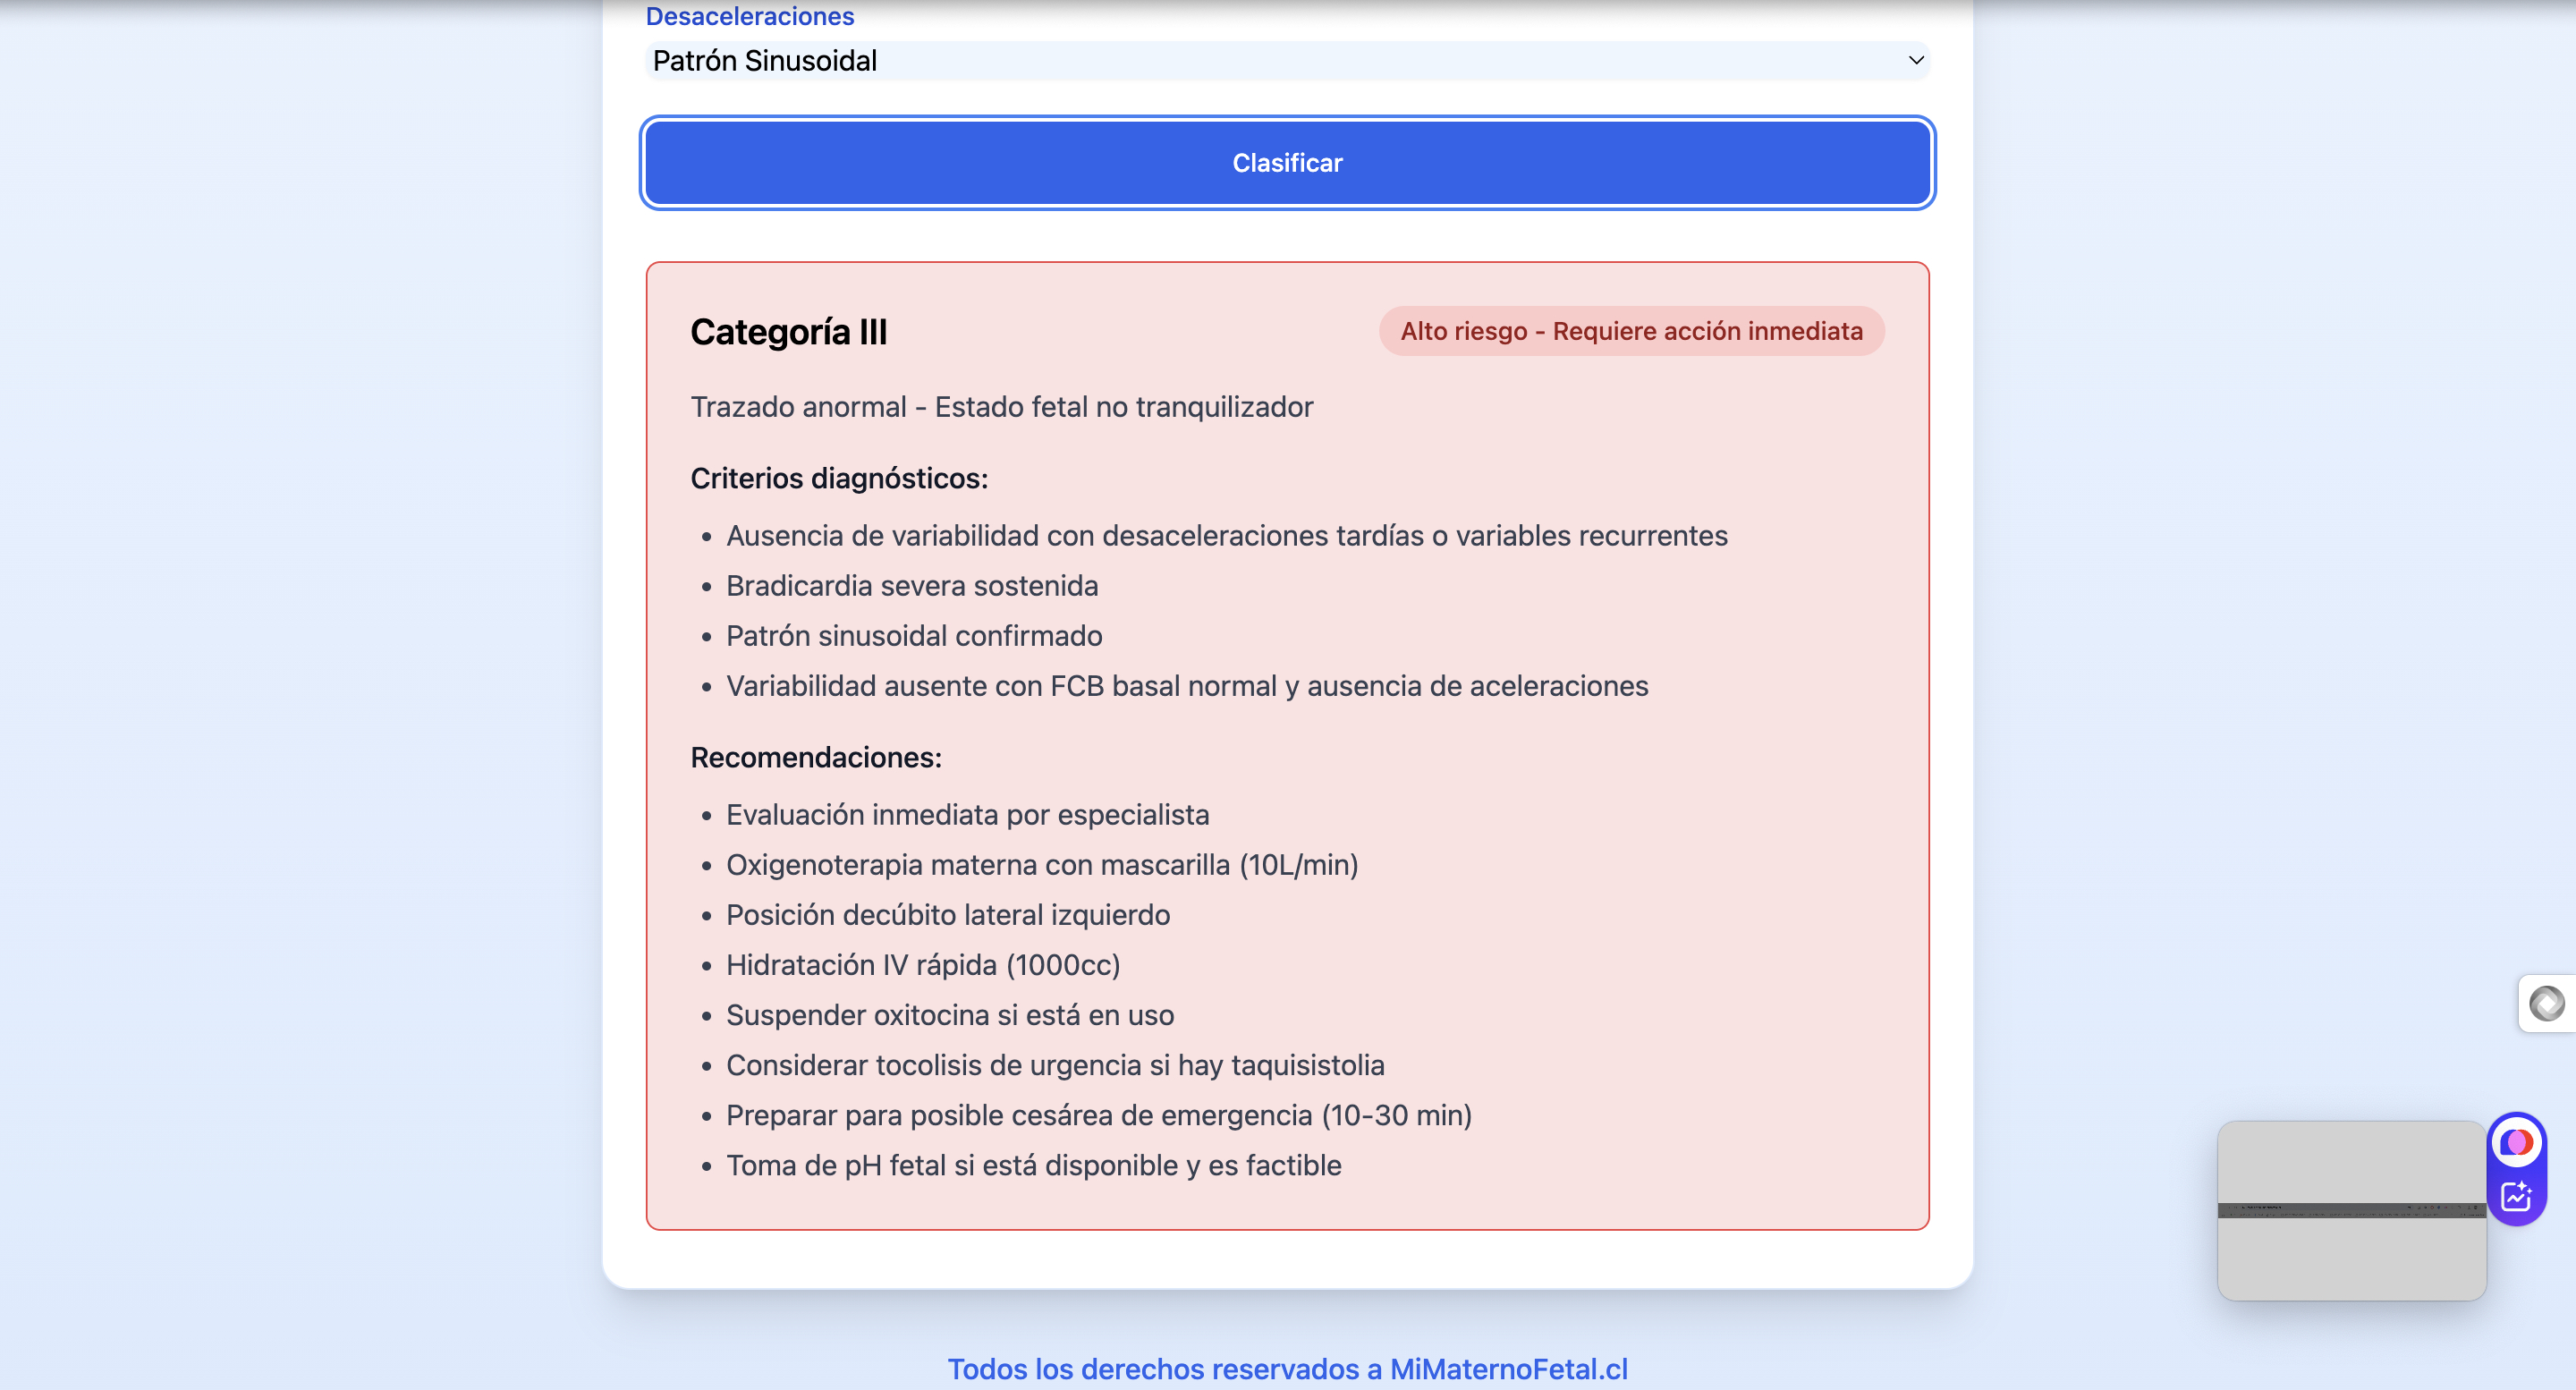 Desaceleraciones
Patrón Sinusoidal
Clasificar
Categoría III
Alto riesgo - Requiere acción inmediata
Trazado anormal - Estado fetal no tranquilizador
Criterios diagnósticos:
• Ausencia de variabilidad con desaceleraciones tardías o variables recurrentes
• Bradicardia severa sostenida
• Patrón sinusoidal confirmado
• Variabilidad ausente con FCB basal normal y ausencia de aceleraciones
Recomendaciones:
• Evaluación inmediata por especialista
• Oxigenoterapia materna con mascarilla (10L/min)
• Posición decúbito lateral izquierdo
• Hidratación IV rápida (1000cc)
• Suspender oxitocina si está en uso
• Considerar tocolisis de urgencia si hay taquisistolia
• Preparar para posible cesárea de emergencia (10-30 min)
• Toma de pH fetal si está disponible y es factible
Todos los derechos reservados a MiMaternoFetal.cl